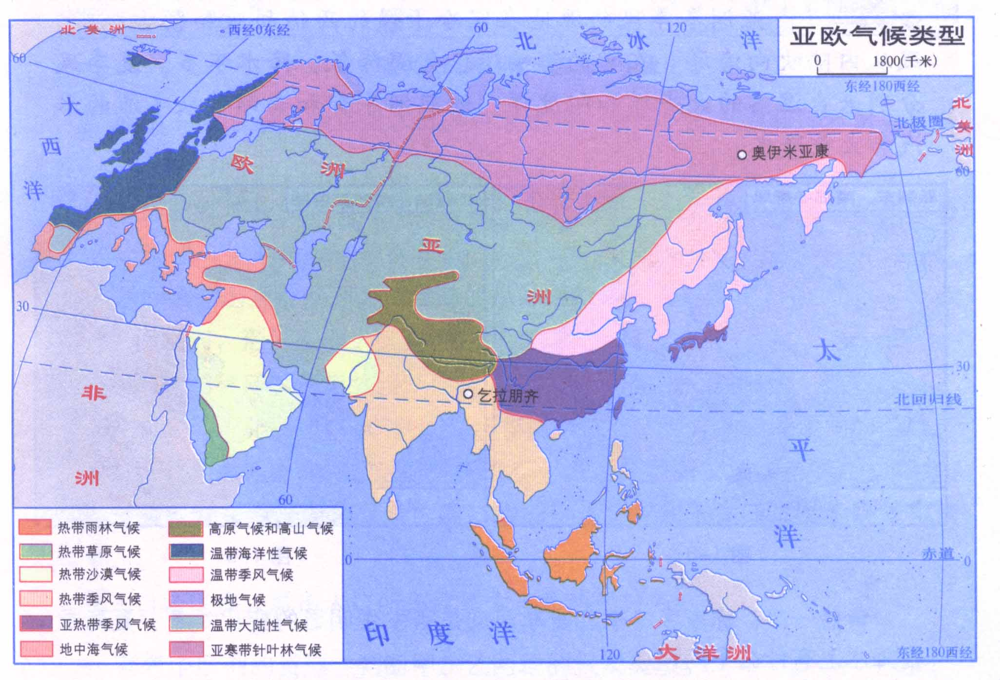 亚欧气候类型
0 1800(千米)
北美洲
西经0东经
60
120
北冰洋
60
东经180西经
北美洲
北极圈
60
大西洋
欧洲
奥伊米亚康
亚洲
30
太平洋
30
非洲
乞拉朋齐
北回归线
60
0
赤道
0
印度洋
120
大洋洲
东经180西经
热带雨林气候
热带草原气候
热带沙漠气候
热带季风气候
亚热带季风气候
地中海气候
高原气候和高山气候
温带海洋性气候
温带季风气候
极地气候
温带大陆性气候
亚寒带针叶林气候